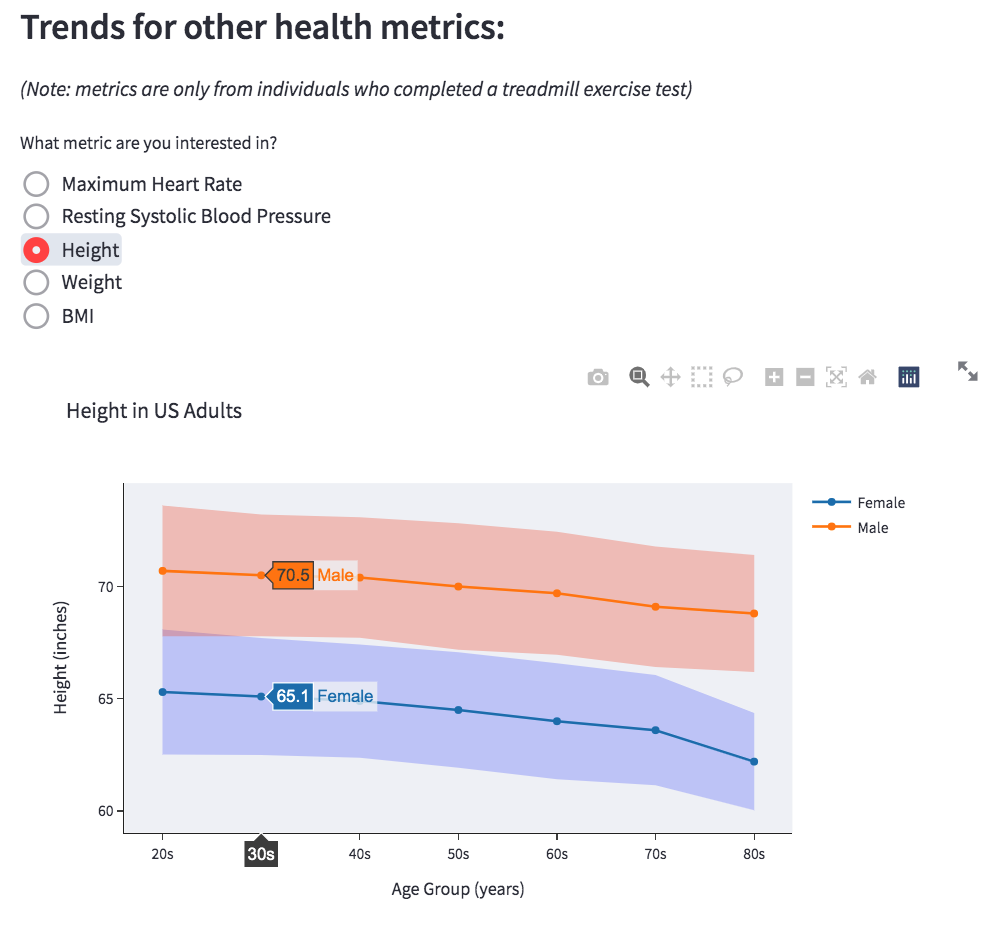 Trends for other health metrics:
(Note: metrics are only from individuals who completed a treadmill exercise test)
What metric are you interested in?
Maximum Heart Rate
Resting Systolic Blood Pressure
Height
Weight
BMI
Height in US Adults
Female
Male
70.5 Male
70
65.1 Female
65
60
Height (inches)
20s 30s 40s 50s 60s 70s 80s
Age Group (years)